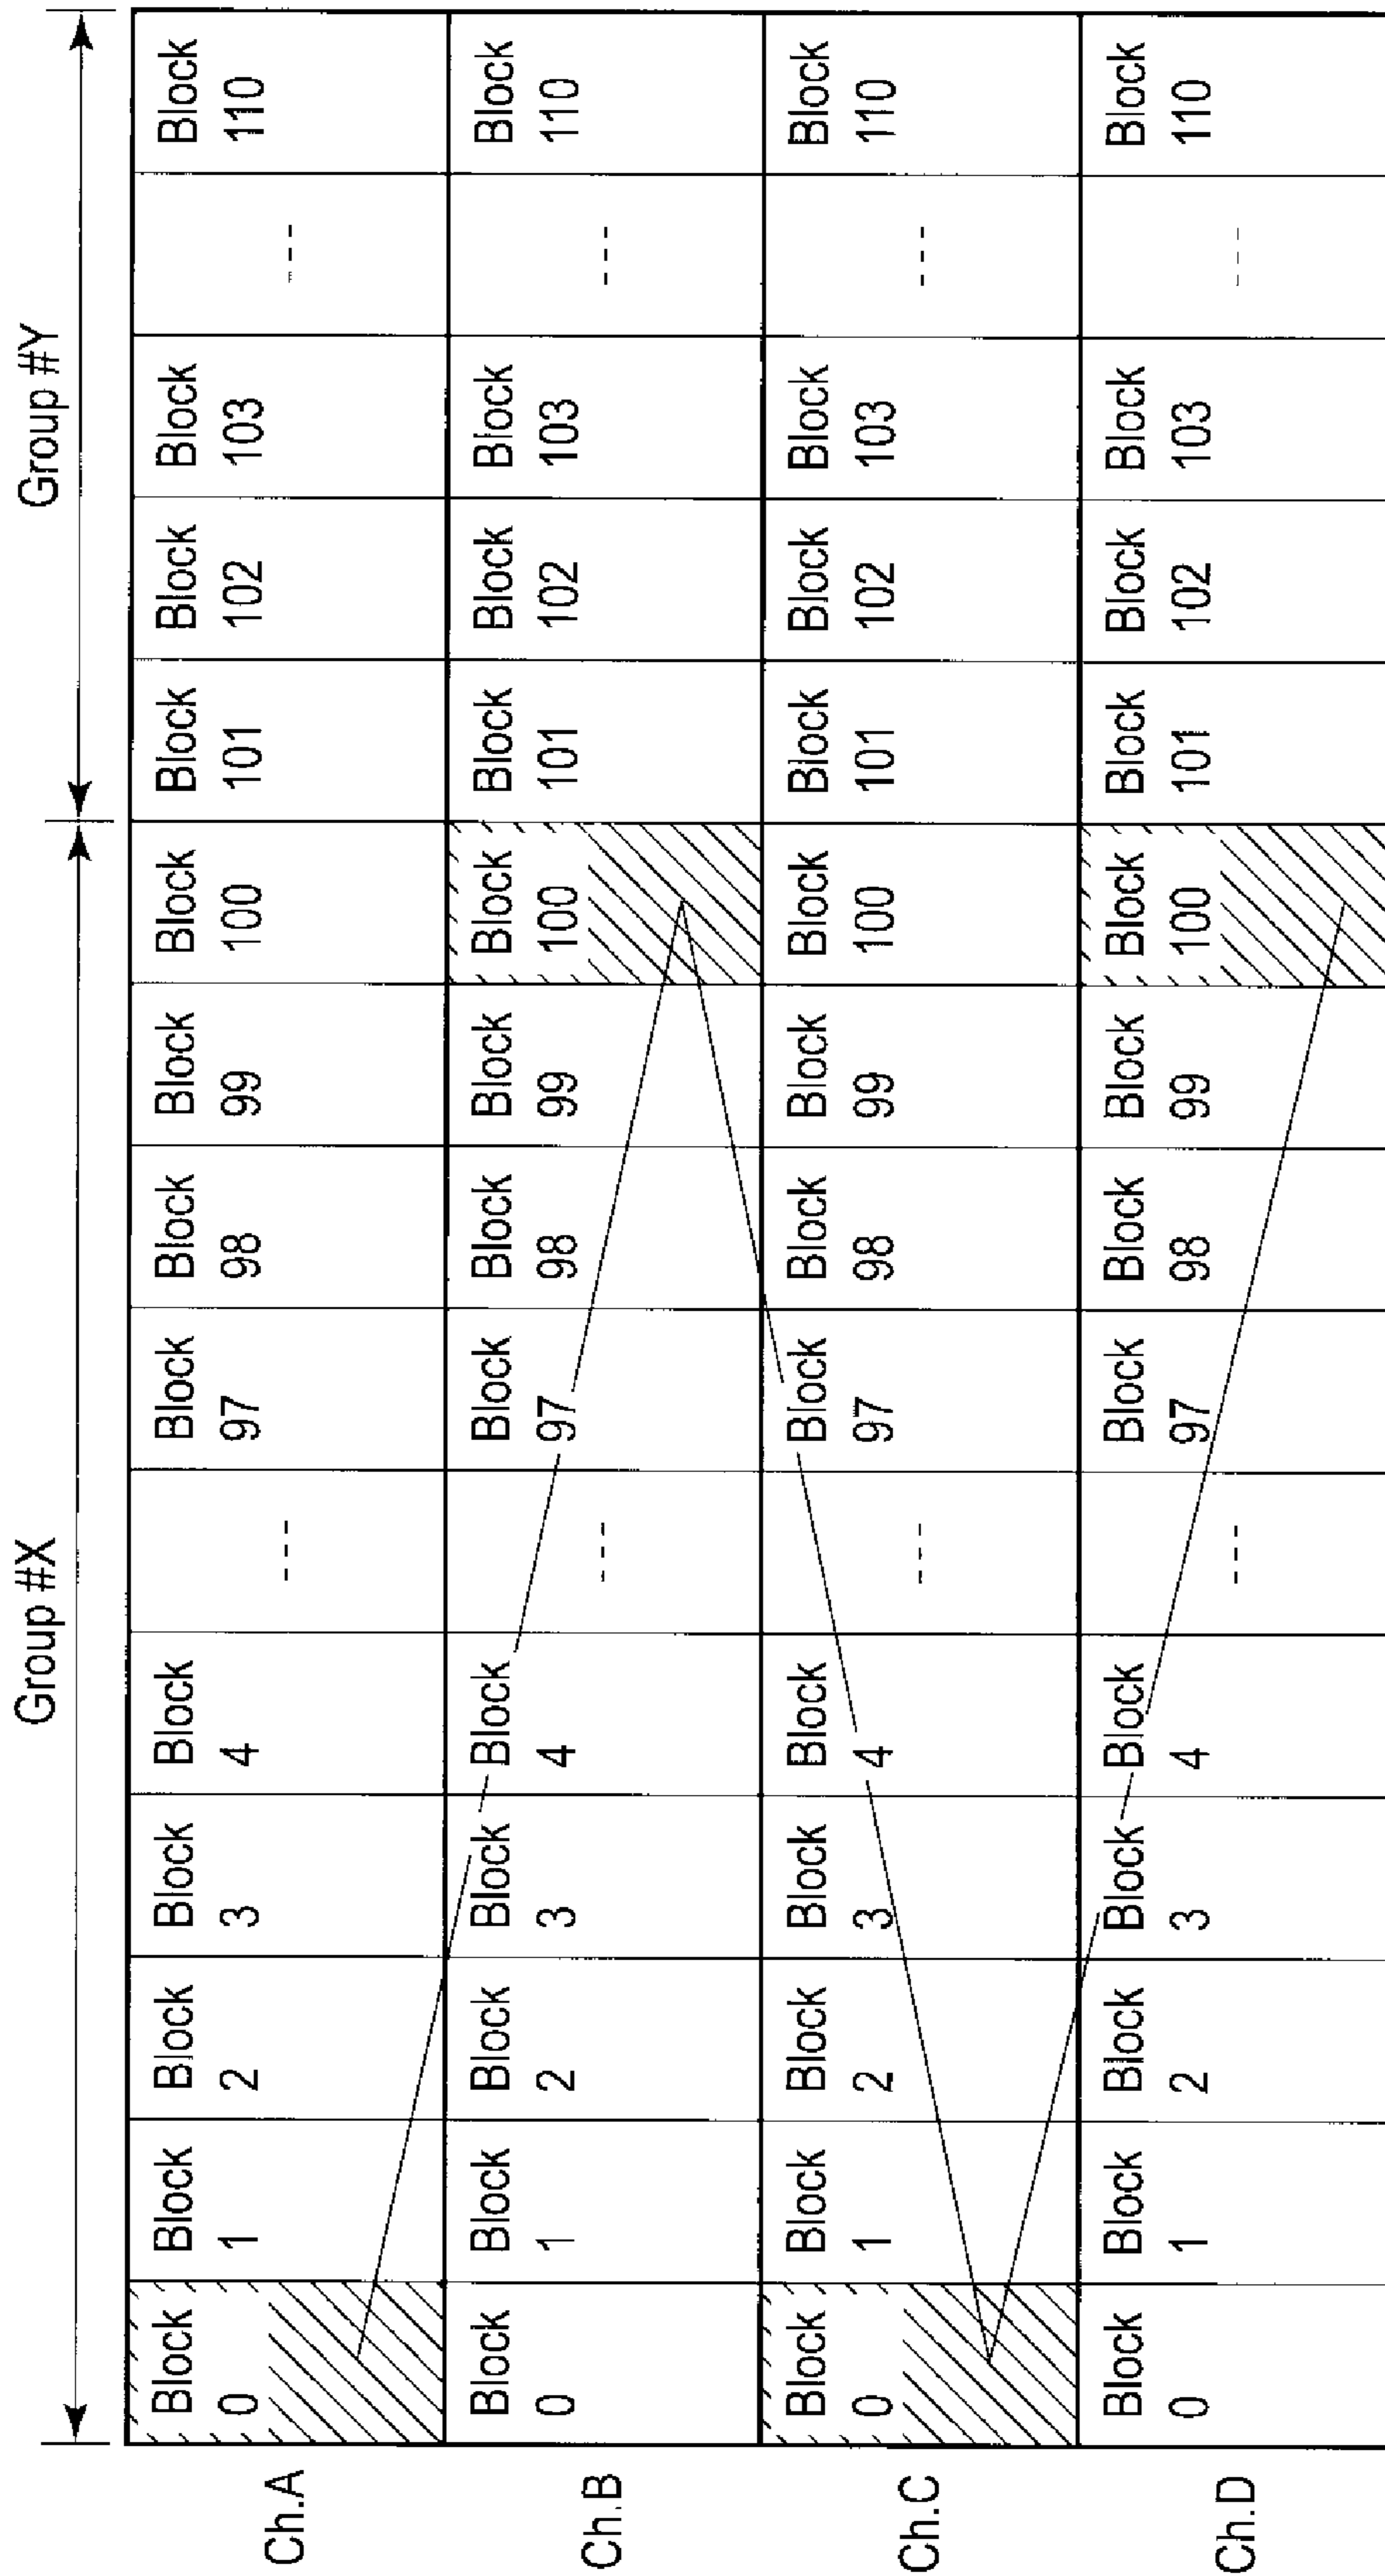 Group #X
Group #Y
Ch.A
Block 0
Block 1
Block 2
Block 3
Block 4
---
Block 97
Block 98
Block 99
Block 100
Block 101
Block 102
Block 103
---
Block 110
Ch.B
Block 0
Block 1
Block 2
Block 3
Block 4
---
Block 97
Block 98
Block 99
Block 100
Block 101
Block 102
Block 103
---
Block 110
Ch.C
Block 0
Block 1
Block 2
Block 3
Block 4
---
Block 97
Block 98
Block 99
Block 100
Block 101
Block 102
Block 103
---
Block 110
Ch.D
Block 0
Block 1
Block 2
Block 3
Block 4
---
Block 97
Block 98
Block 99
Block 100
Block 101
Block 102
Block 103
---
Block 110